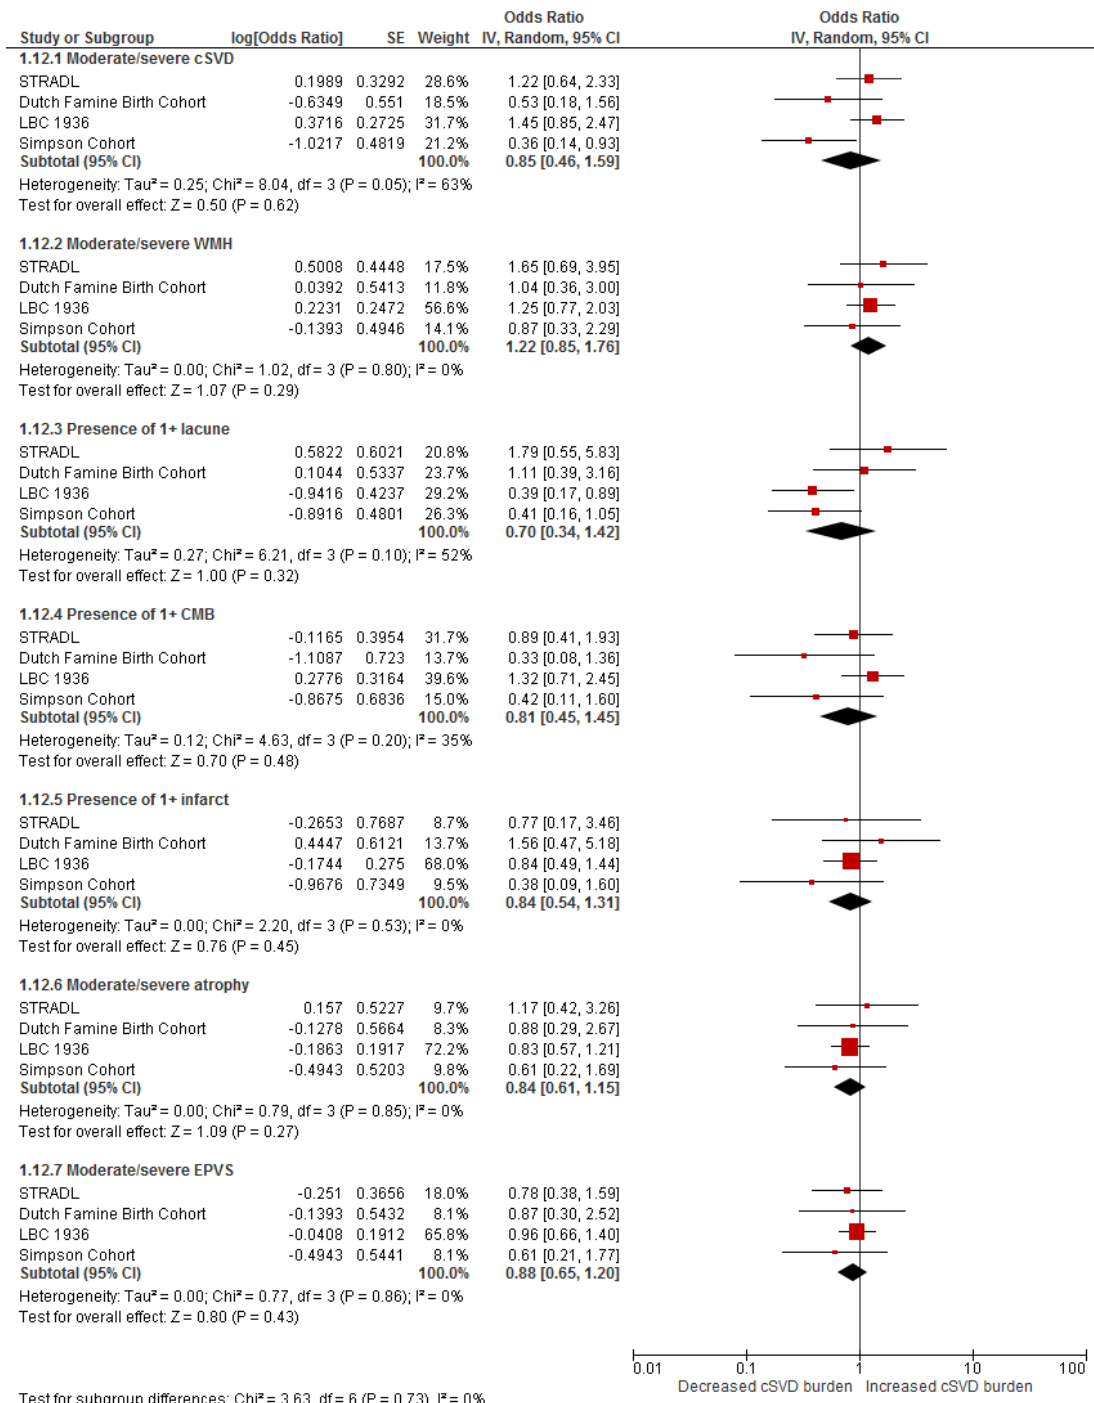 Odds Ratio Odds Ratio
Study or Subgroup log[Odds Ratio] SE Weight IV, Random, 95% CI IV, Random, 95% CI
1.12.1 Moderate/severe cSVD
STRADL 0.1989 0.3292 28.6% 1.22 [0.64, 2.33]
Dutch Famine Birth Cohort -0.6349 0.551 18.5% 0.53 [0.18, 1.56]
LBC 1936 0.3716 0.2725 31.7% 1.45 [0.85, 2.47]
Simpson Cohort -1.0217 0.4819 21.2% 0.36 [0.14, 0.93]
Subtotal (95% CI) 100.0% 0.85 [0.46, 1.59]
Heterogeneity: Tau² = 0.25; Chi² = 8.04, df = 3 (P = 0.05); I² = 63%
Test for overall effect: Z = 0.50 (P = 0.62)
1.12.2 Moderate/severe WMH
STRADL 0.5008 0.4448 17.5% 1.65 [0.69, 3.95]
Dutch Famine Birth Cohort 0.0392 0.5413 11.8% 1.04 [0.36, 3.00]
LBC 1936 0.2231 0.2472 56.6% 1.25 [0.77, 2.03]
Simpson Cohort -0.1393 0.4946 14.1% 0.87 [0.33, 2.29]
Subtotal (95% CI) 100.0% 1.22 [0.85, 1.76]
Heterogeneity: Tau² = 0.00; Chi² = 1.02, df = 3 (P = 0.80); I² = 0%
Test for overall effect: Z = 1.07 (P = 0.29)
1.12.3 Presence of 1+ lacune
STRADL 0.5822 0.6021 20.8% 1.79 [0.55, 5.83]
Dutch Famine Birth Cohort 0.1044 0.5337 23.7% 1.11 [0.39, 3.16]
LBC 1936 -0.9416 0.4237 29.2% 0.39 [0.17, 0.89]
Simpson Cohort -0.8916 0.4801 26.3% 0.41 [0.16, 1.05]
Subtotal (95% CI) 100.0% 0.70 [0.34, 1.42]
Heterogeneity: Tau² = 0.27; Chi² = 6.21, df = 3 (P = 0.10); I² = 52%
Test for overall effect: Z = 1.00 (P = 0.32)
1.12.4 Presence of 1+ CMB
STRADL -0.1165 0.3954 31.7% 0.89 [0.41, 1.93]
Dutch Famine Birth Cohort -1.1087 0.723 13.7% 0.33 [0.08, 1.36]
LBC 1936 0.2776 0.3164 39.6% 1.32 [0.71, 2.45]
Simpson Cohort -0.8675 0.6836 15.0% 0.42 [0.11, 1.60]
Subtotal (95% CI) 100.0% 0.81 [0.45, 1.45]
Heterogeneity: Tau² = 0.12; Chi² = 4.63, df = 3 (P = 0.20); I² = 35%
Test for overall effect: Z = 0.70 (P = 0.48)
1.12.5 Presence of 1+ infarct
STRADL -0.2653 0.7687 8.7% 0.77 [0.17, 3.46]
Dutch Famine Birth Cohort 0.4447 0.6121 13.7% 1.56 [0.47, 5.18]
LBC 1936 -0.1744 0.275 68.0% 0.84 [0.49, 1.44]
Simpson Cohort -0.9676 0.7349 9.5% 0.38 [0.09, 1.60]
Subtotal (95% CI) 100.0% 0.84 [0.54, 1.31]
Heterogeneity: Tau² = 0.00; Chi² = 2.20, df = 3 (P = 0.53); I² = 0%
Test for overall effect: Z = 0.76 (P = 0.45)
1.12.6 Moderate/severe atrophy
STRADL 0.157 0.5227 9.7% 1.17 [0.42, 3.26]
Dutch Famine Birth Cohort -0.1278 0.5664 8.3% 0.88 [0.29, 2.67]
LBC 1936 -0.1863 0.1917 72.2% 0.83 [0.57, 1.21]
Simpson Cohort -0.4943 0.5203 9.8% 0.61 [0.22, 1.69]
Subtotal (95% CI) 100.0% 0.84 [0.61, 1.15]
Heterogeneity: Tau² = 0.00; Chi² = 0.79, df = 3 (P = 0.85); I² = 0%
Test for overall effect: Z = 1.09 (P = 0.27)
1.12.7 Moderate/severe EPVS
STRADL -0.251 0.3656 18.0% 0.78 [0.38, 1.59]
Dutch Famine Birth Cohort -0.1393 0.5432 8.1% 0.87 [0.30, 2.52]
LBC 1936 -0.0408 0.1912 65.8% 0.96 [0.66, 1.40]
Simpson Cohort -0.4943 0.5441 8.1% 0.61 [0.21, 1.77]
Subtotal (95% CI) 100.0% 0.88 [0.65, 1.20]
Heterogeneity: Tau² = 0.00; Chi² = 0.77, df = 3 (P = 0.86); I² = 0%
Test for overall effect: Z = 0.80 (P = 0.43)
0.01 0.1 1 10 100
Decreased cSVD burden Increased cSVD burden
Test for subgroup differences: Chi² = 3.63, df = 6 (P = 0.73), I² = 0%